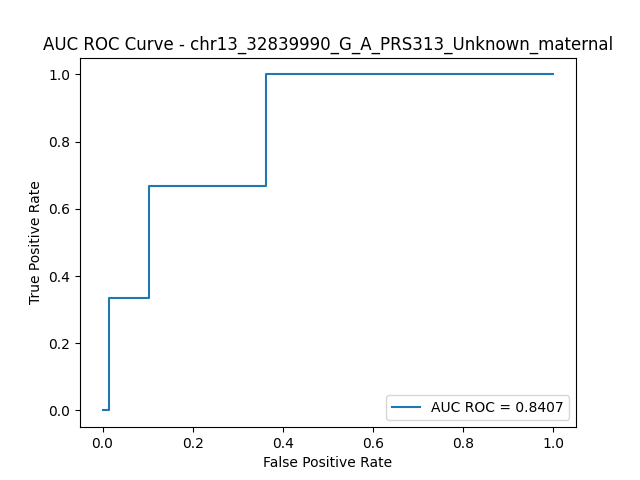 AUC ROC Curve - chr13_32839990_G_A_PRS313_Unknown_maternal
True Positive Rate
1.0
0.8
0.6
0.4
0.2
0.0
AUC ROC = 0.8407
0.0 0.2 0.4 0.6 0.8 1.0
False Positive Rate